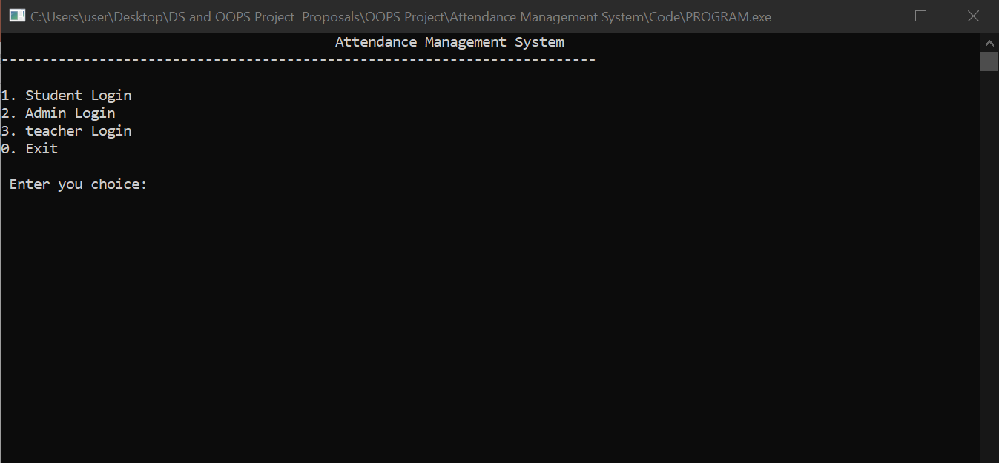 C:\Users\user\Desktop\DS and OOPS Project  Proposals\OOPS Project\Attendance Management System\Code\PROGRAM.exe
Attendance Management System
-------------------------------------------------------------------------
1. Student Login
2. Admin Login
3. teacher Login
0. Exit
Enter you choice: